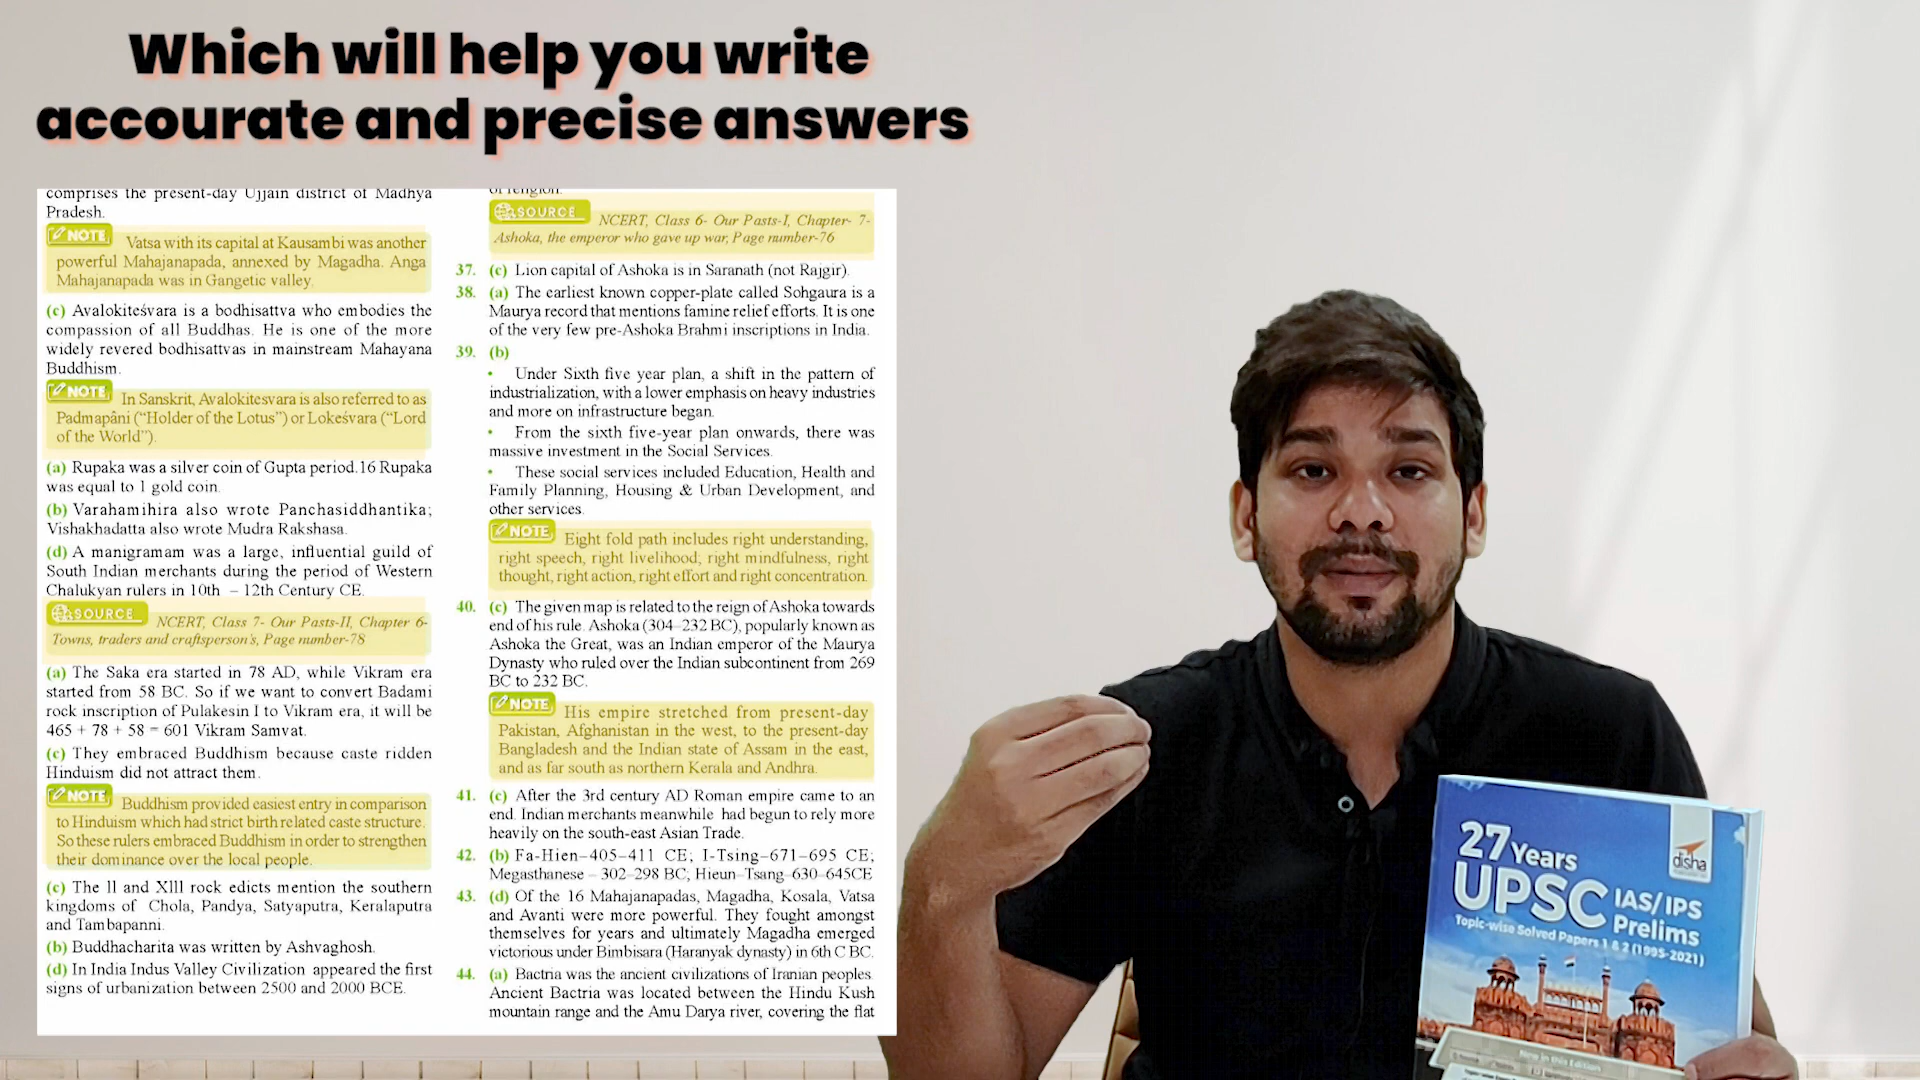 Which will help you write
accourate and precise answers
comprises the present-day Ujjain district of Madhya
Pradesh.
NOTE Vatsa with its capital at Kausambi was another
powerful Mahajanapada, annexed by Magadha. Anga
Mahajanapada was in Gangetic valley.
(c) Avalokiteśvara is a bodhisattva who embodies the
compassion of all Buddhas. He is one of the more
widely revered bodhisattvas in mainstream Mahayana
Buddhism.
NOTE In Sanskrit, Avalokitesvara is also referred to as
Padmapâni (“Holder of the Lotus”) or Lokeśvara (“Lord
of the World”).
(a) Rupaka was a silver coin of Gupta period.16 Rupaka
was equal to 1 gold coin.
(b) Varahamihira also wrote Panchasiddhantika;
Vishakhadatta also wrote Mudra Rakshasa.
(d) A manigramam was a large, influential guild of
South Indian merchants during the period of Western
Chalukyan rulers in 10th – 12th Century CE.
SOURCE NCERT, Class 7- Our Pasts-II, Chapter 6-
Towns, traders and craftsperson's, Page number-78
(a) The Saka era started in 78 AD, while Vikram era
started from 58 BC. So if we want to convert Badami
rock inscription of Pulakesin I to Vikram era, it will be
465 + 78 + 58 = 601 Vikram Samvat.
(c) They embraced Buddhism because caste ridden
Hinduism did not attract them.
NOTE Buddhism provided easiest entry in comparison
to Hinduism which had strict birth related caste structure.
So these rulers embraced Buddhism in order to strengthen
their dominance over the local people.
(c) The II and XIII rock edicts mention the southern
kingdoms of Chola, Pandya, Satyaputra, Keralaputra
and Tambapanni.
(b) Buddhacharita was written by Ashvaghosh.
(d) In India Indus Valley Civilization appeared the first
signs of urbanization between 2500 and 2000 BCE.
of religion.
SOURCE NCERT, Class 6- Our Pasts-I, Chapter- 7-
Ashoka, the emperor who gave up war, Page number-76
37. (c) Lion capital of Ashoka is in Saranath (not Rajgir).
38. (a) The earliest known copper-plate called Sohgaura is a
Maurya record that mentions famine relief efforts. It is one
of the very few pre-Ashoka Brahmi inscriptions in India.
39. (b)
• Under Sixth five year plan, a shift in the pattern of
industrialization, with a lower emphasis on heavy industries
and more on infrastructure began.
• From the sixth five-year plan onwards, there was
massive investment in the Social Services.
• These social services included Education, Health and
Family Planning, Housing & Urban Development, and
other services.
NOTE Eight fold path includes right understanding,
right speech, right livelihood, right mindfulness, right
thought, right action, right effort and right concentration.
40. (c) The given map is related to the reign of Ashoka towards
end of his rule. Ashoka (304–232 BC), popularly known as
Ashoka the Great, was an Indian emperor of the Maurya
Dynasty who ruled over the Indian subcontinent from 269
BC to 232 BC.
NOTE His empire stretched from present-day
Pakistan, Afghanistan in the west, to the present-day
Bangladesh and the Indian state of Assam in the east,
and as far south as northern Kerala and Andhra.
41. (c) After the 3rd century AD Roman empire came to an
end. Indian merchants meanwhile had begun to rely more
heavily on the south-east Asian Trade.
42. (b) Fa-Hien–405–411 CE; I-Tsing–671–695 CE;
Megasthanese – 302–298 BC; Hieun–Tsang–630–645CE
43. (d) Of the 16 Mahajanapadas, Magadha, Kosala, Vatsa
and Avanti were more powerful. They fought amongst
themselves for years and ultimately Magadha emerged
victorious under Bimbisara (Haranyak dynasty) in 6th C BC.
44. (a) Bactria was the ancient civilizations of Iranian peoples.
Ancient Bactria was located between the Hindu Kush
mountain range and the Amu Darya river, covering the flat
disha
27 Years
UPSC IAS/IPS
Prelims
Topic-wise Solved Papers 1 & 2 (1995-2021)
New in this Edition